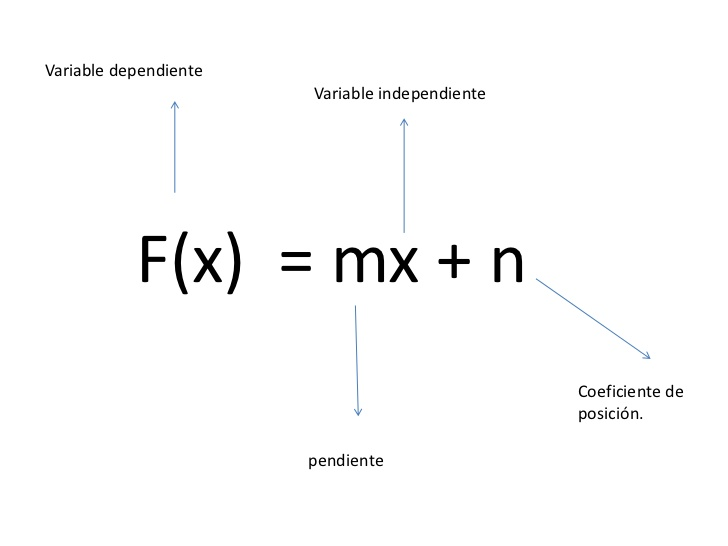 Variable dependiente
Variable independiente
F(x) = mx + n
Coeficiente de
posición.
pendiente